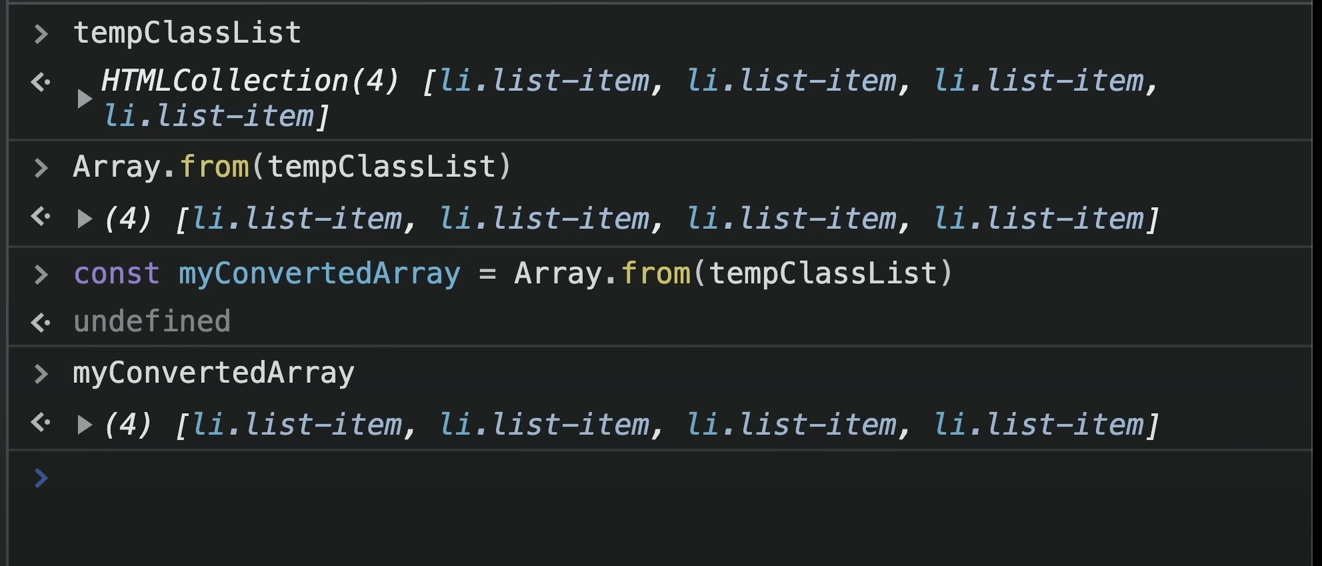 tempClassList
HTMLCollection(4) [li.list-item, li.list-item, li.list-item,
li.list-item]
Array.from(tempClassList)
(4) [li.list-item, li.list-item, li.list-item, li.list-item]
const myConvertedArray = Array.from(tempClassList)
undefined
myConvertedArray
(4) [li.list-item, li.list-item, li.list-item, li.list-item]